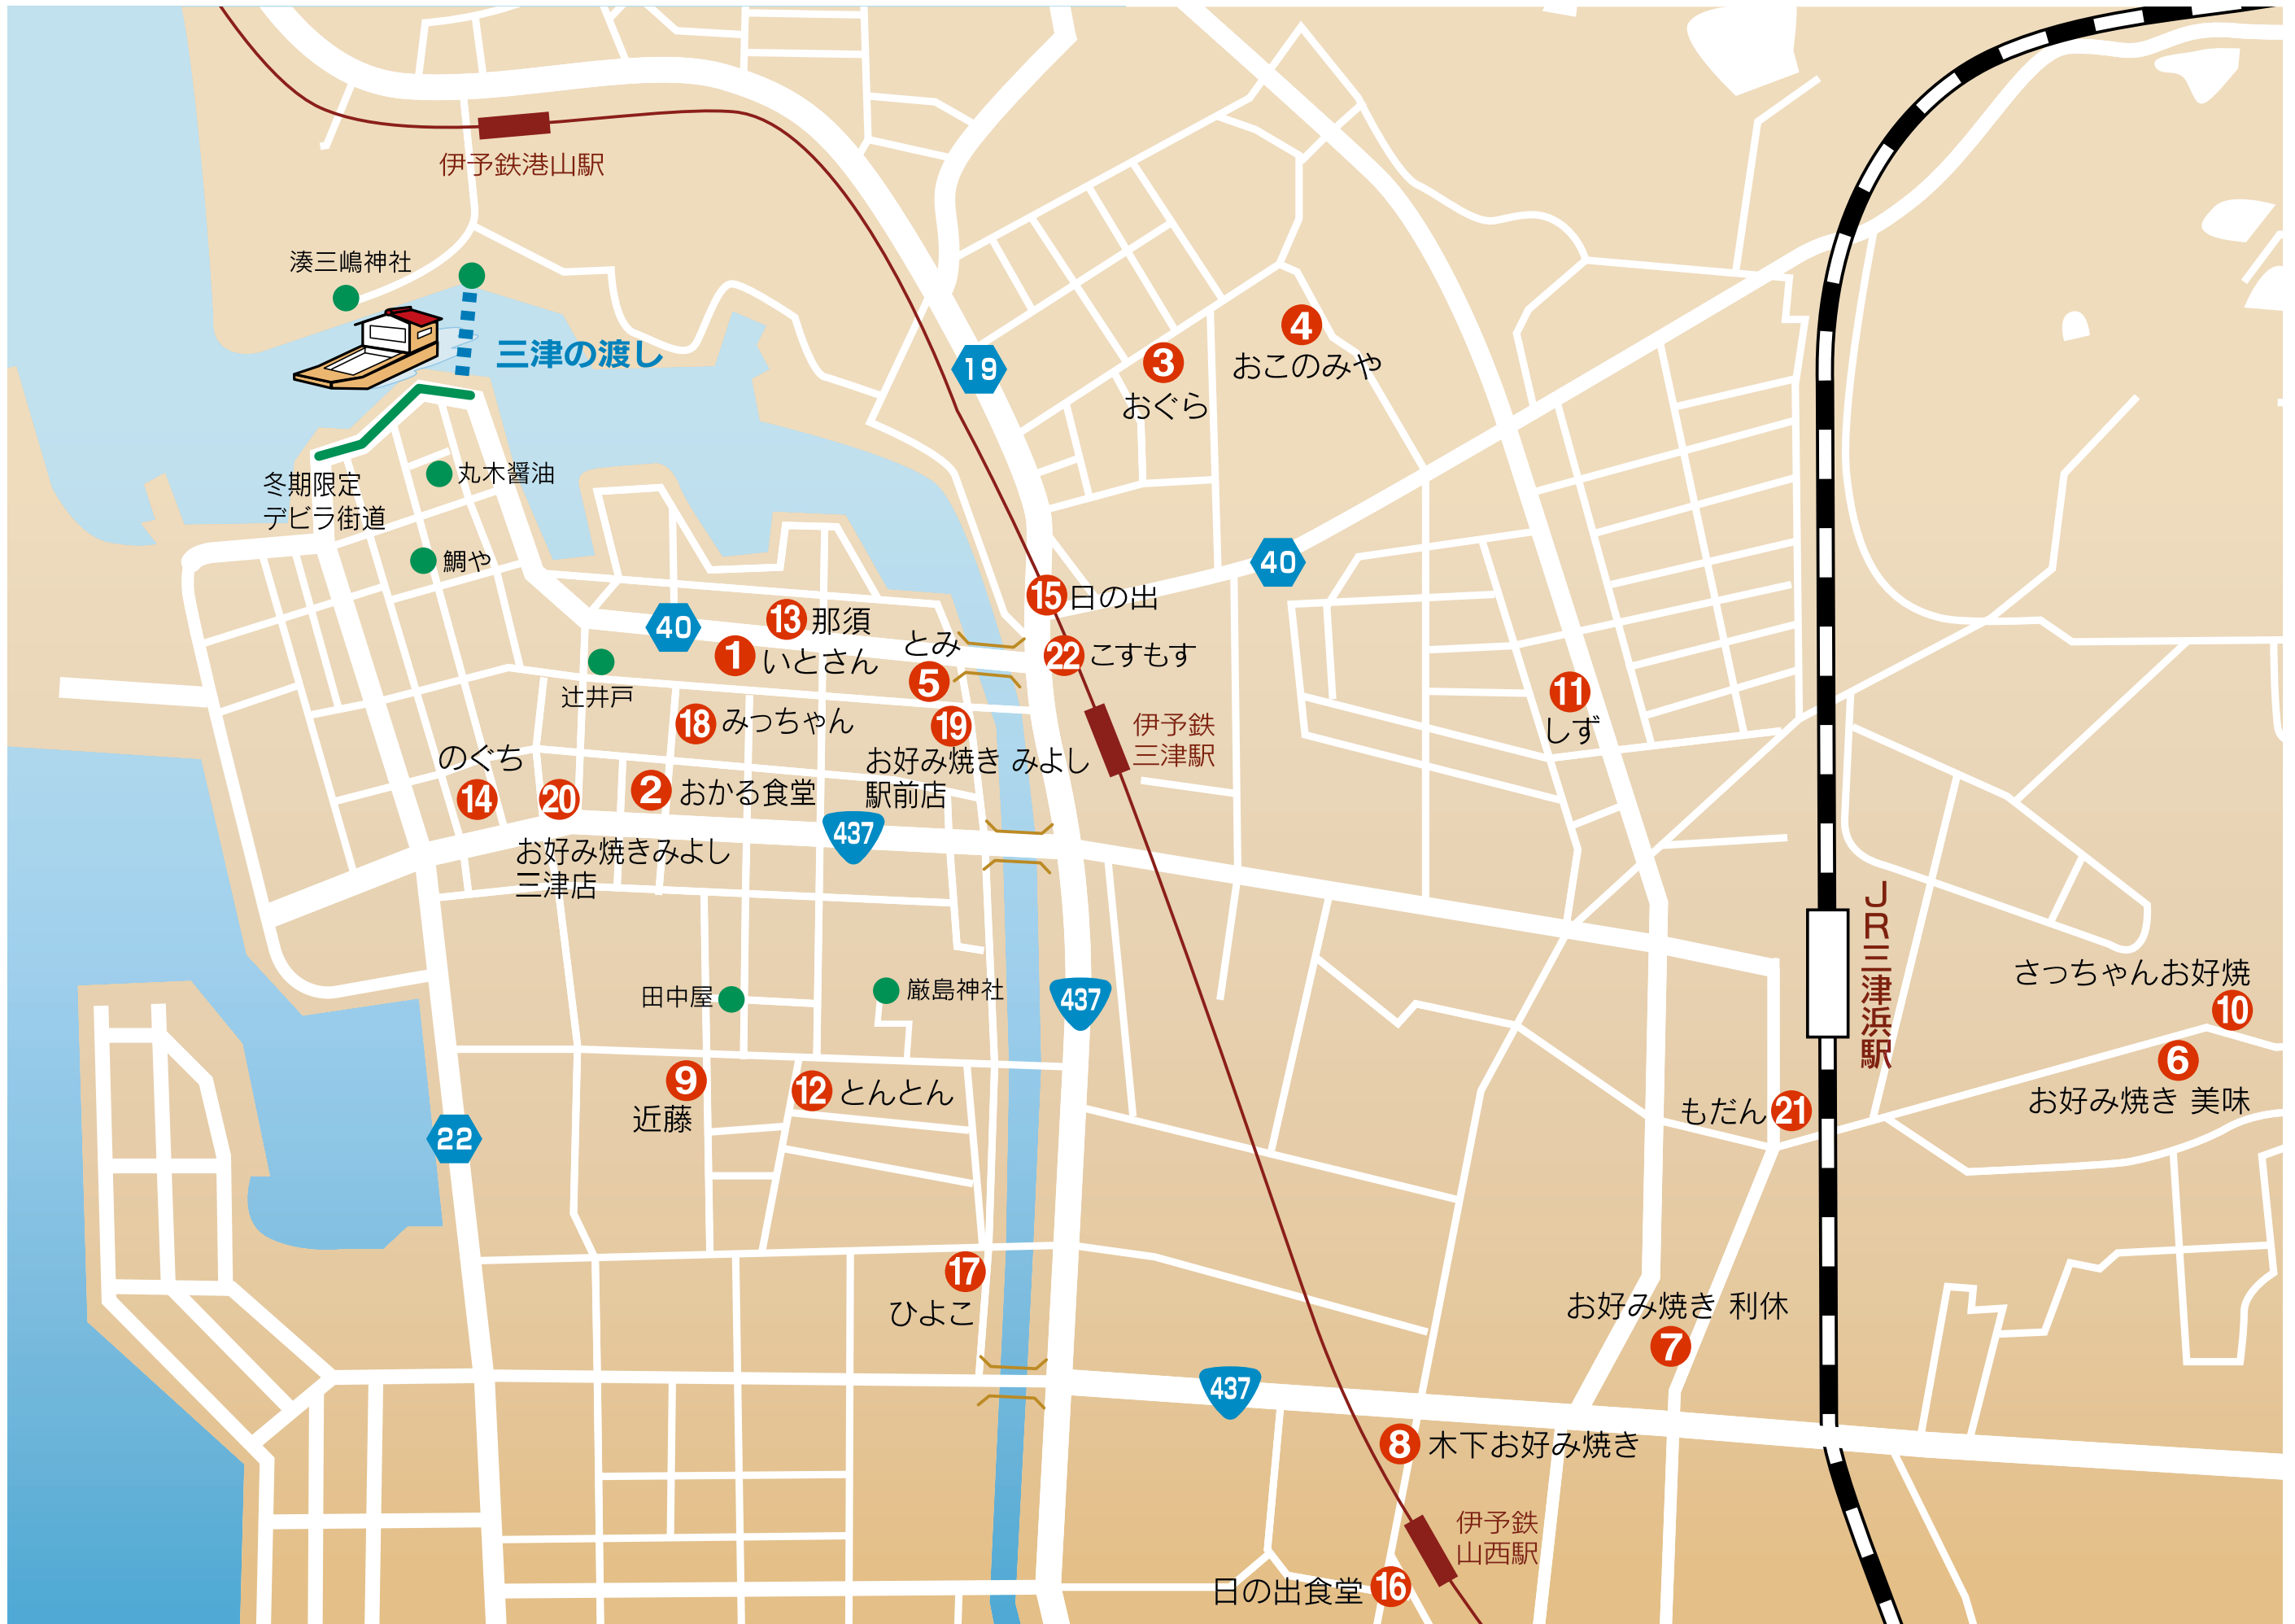 伊予鉄港山駅
湊三嶋神社
三津の渡し
19
4
おこのみや
3
おぐら
丸木醤油
冬期限定
デビラ街道
鯛や
40
15
日の出
13
那須
40
とみ
1
いとさん
22
こすもす
5
辻井戸
11
しず
18
みっちゃん
19
伊予鉄
三津駅
お好み焼き みよし
駅前店
のぐち
14
20
2
おかる食堂
437
お好み焼きみよし
三津店
JR三津浜駅
さっちゃんお好焼
10
田中屋
厳島神社
437
6
お好み焼き 美味
9
近藤
12
とんとん
もだん
21
22
17
ひよこ
お好み焼き 利休
7
437
8
木下お好み焼き
伊予鉄
山西駅
日の出食堂
16